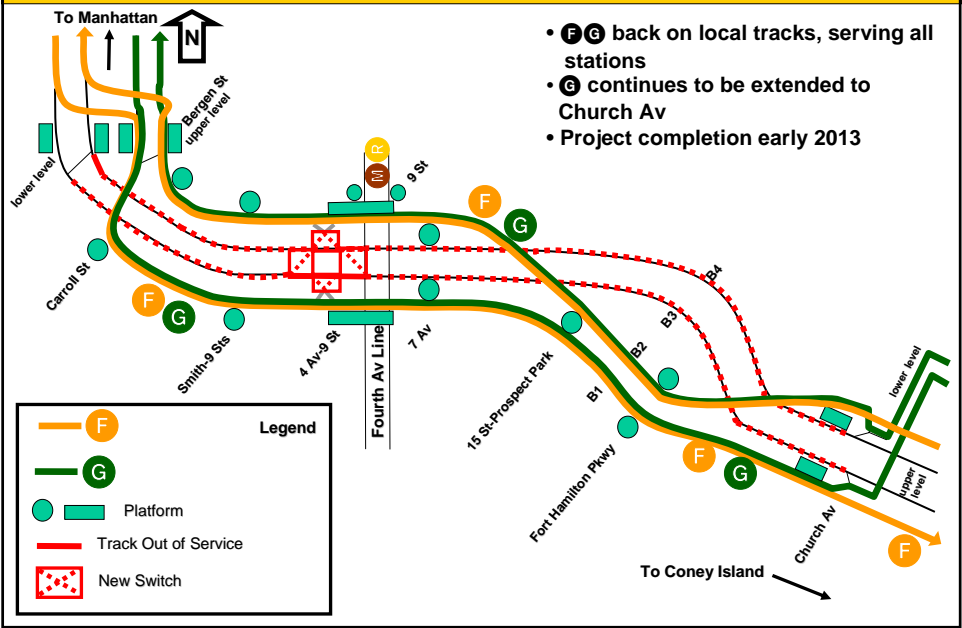 To Manhattan
N
• F G back on local tracks, serving all
stations
• G continues to be extended to
Church Av
• Project completion early 2013
Bergen St
upper level
lower level
R
M
9 St
F
G
Carroll St
F
G
Smith-9 Sts
4 Av-9 St
Fourth Av Line
7 Av
B4
B3
B2
B1
15 St-Prospect Park
Fort Hamilton Pkwy
F
G
lower level
upper
level
Church Av
F
To Coney Island
Legend
F
G
Platform
Track Out of Service
New Switch